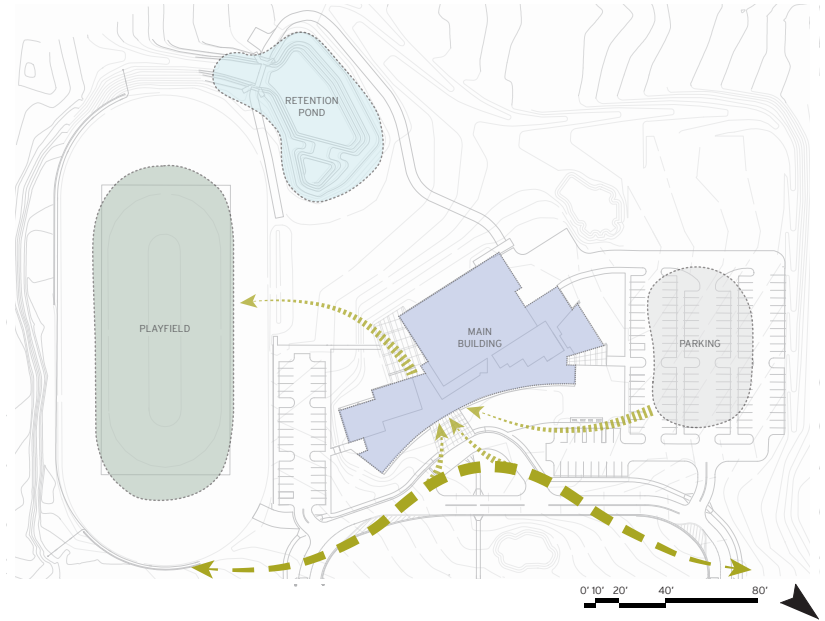 RETENTION
POND
PLAYFIELD
MAIN
BUILDING
PARKING
0' 10' 20' 40' 80'